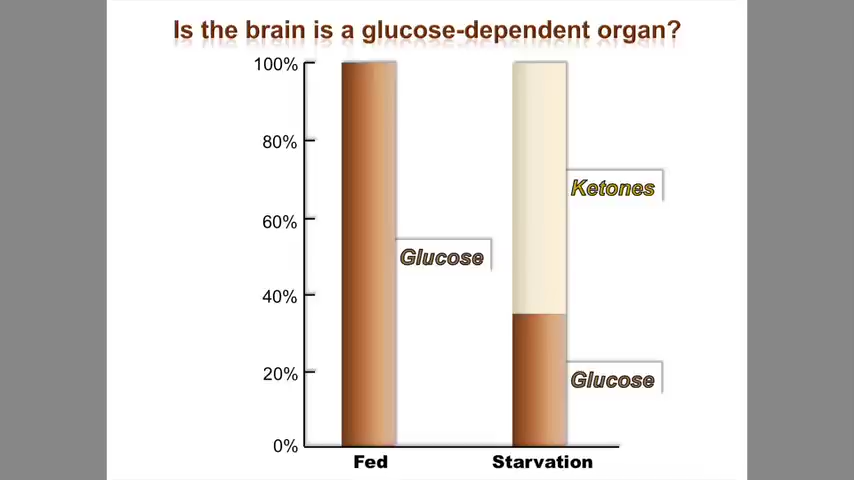 Is the brain is a glucose-dependent organ?
100%
80%
Ketones
60%
Glucose
40%
20%
Glucose
0%
Fed
Starvation